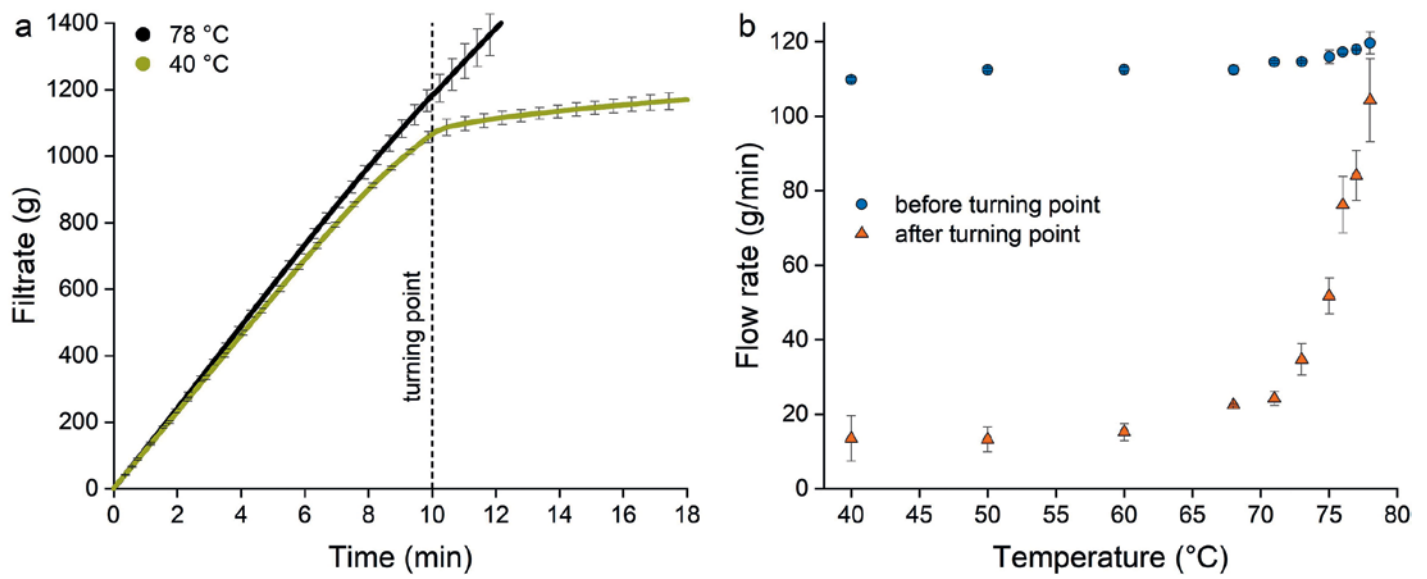 a
78 °C
40 °C
1400
1200
1000
800
600
400
200
0
Filtrate (g)
turning point
0 2 4 6 8 10 12 14 16 18
Time (min)
b
120
100
80
60
40
20
0
Flow rate (g/min)
before turning point
after turning point
40 45 50 55 60 65 70 75 80
Temperature (°C)